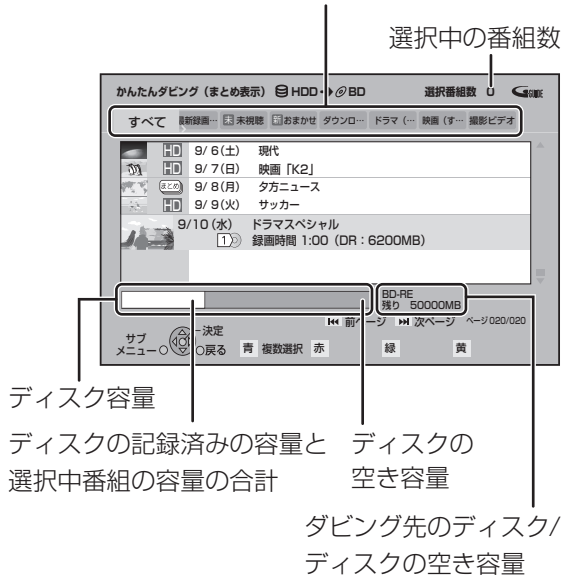 選択中の番組数
かんたんダビング（まとめ表示） HDD BD 選択番組数 0 GUIDE
すべて 最新録画… 未 未視聴 新 おまかせ ダウンロ… ドラマ（… 映画（す… 撮影ビデオ
HD 9/ 6(土) 現代
HD 9/ 7(日) 映画「K2」
まとめ 9/ 8(月) 夕方ニュース
HD 9/ 9(火) サッカー
9/10(水) ドラマスペシャル
1 録画時間 1:00（DR：6200MB）
BD-RE
残り 50000MB
前ページ 次ページ ページ020/020
サブメニュー 決定 戻る 青 複数選択 赤 緑 黄
ディスク容量
ディスクの記録済みの容量と
選択中番組の容量の合計
ディスクの
空き容量
ダビング先のディスク/
ディスクの空き容量